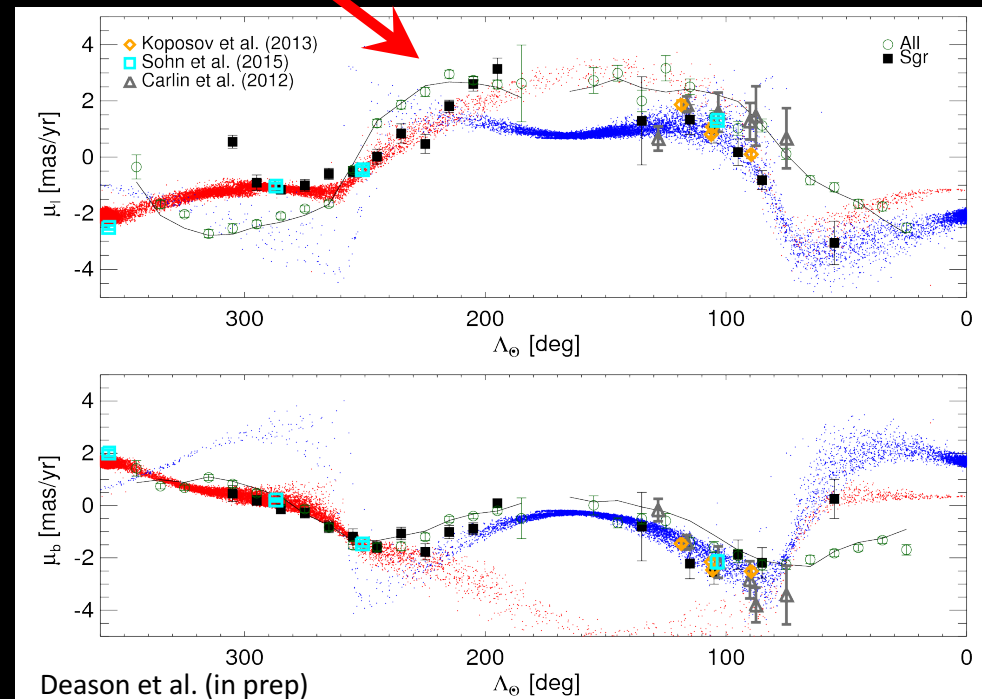 Koposov et al. (2013)
Sohn et al. (2015)
Carlin et al. (2012)
All
Sgr
μl [mas/yr]
4
2
0
-2
-4
300
200
100
0
Λ⊙ [deg]
μb [mas/yr]
4
2
0
-2
-4
300
200
100
0
Λ⊙ [deg]
Deason et al. (in prep)